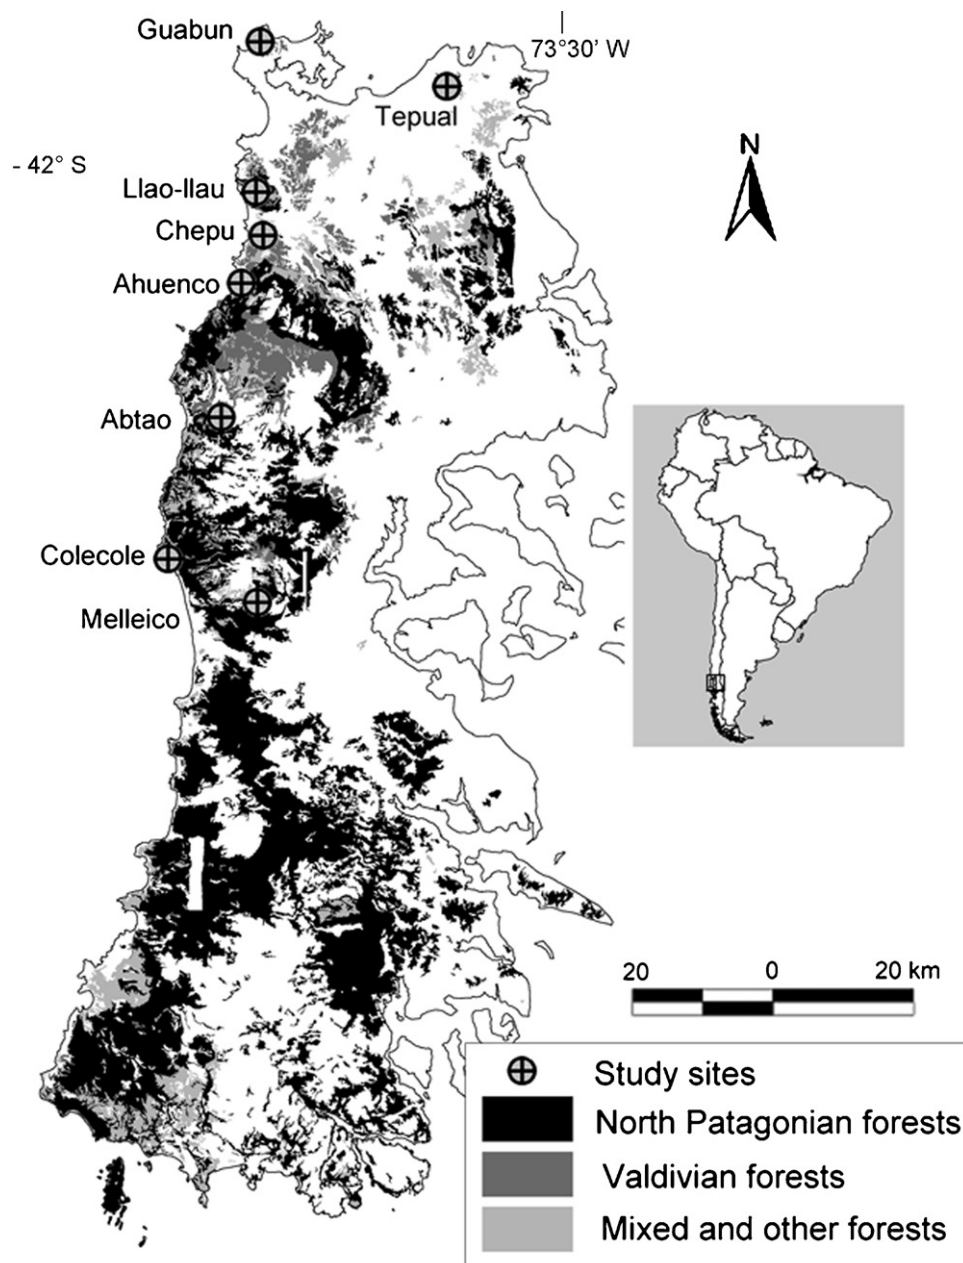 Guabun
73°30' W
Tepual
- 42° S
N
Llao-llau
Chepu
Ahuenco
Abtao
Colecole
Melleico
20 0 20 km
Study sites
North Patagonian forests
Valdivian forests
Mixed and other forests